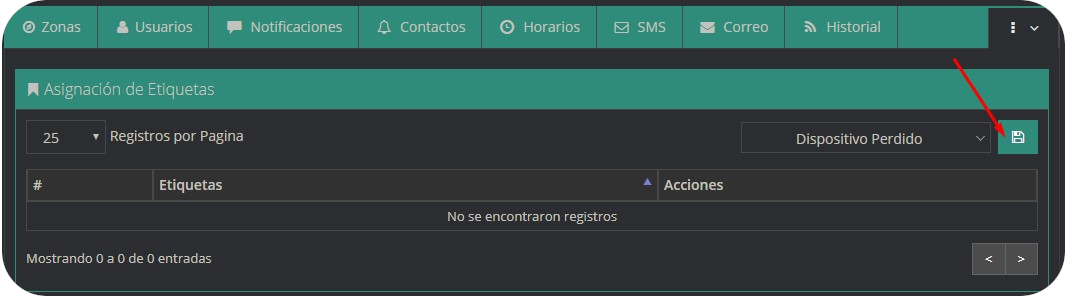 Zonas Usuarios Notificaciones Contactos Horarios SMS Correo Historial
Asignación de Etiquetas
25 Registros por Pagina Dispositivo Perdido
# Etiquetas Acciones
No se encontraron registros
Mostrando 0 a 0 de 0 entradas < >